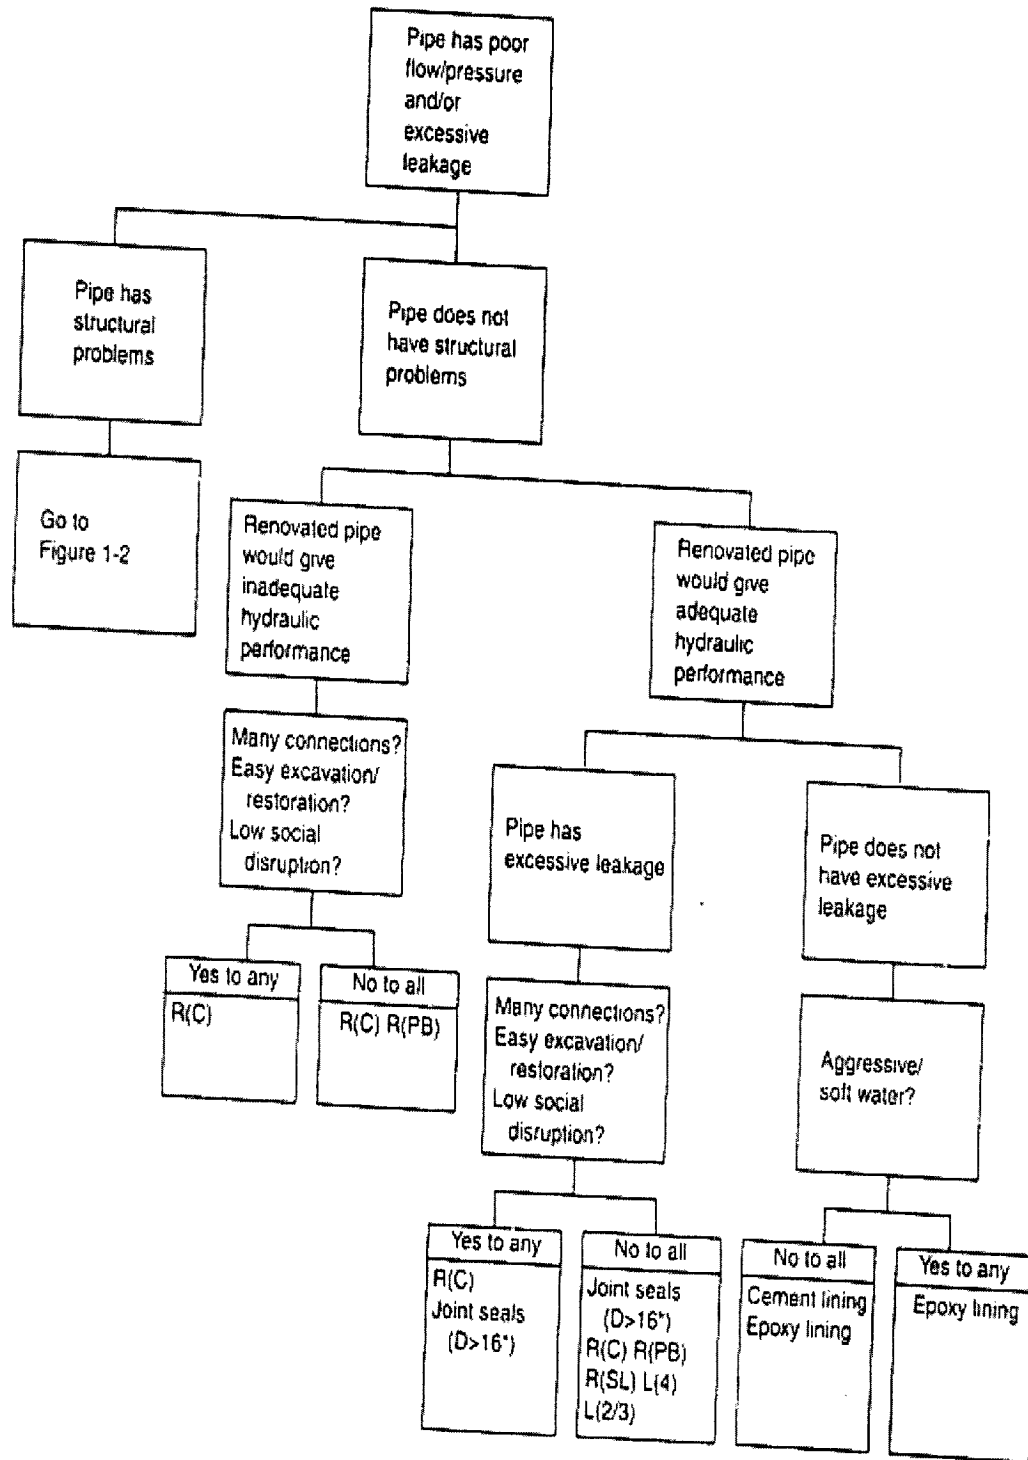 Pipe has poor
flow/pressure
and/or
excessive
leakage
Pipe has
structural
problems
Pipe does not
have structural
problems
Go to
Figure 1-2
Renovated pipe
would give
inadequate
hydraulic
performance
Renovated pipe
would give
adequate
hydraulic
performance
Many connections?
Easy excavation/
restoration?
Low social
disruption?
Pipe has
excessive leakage
Pipe does not
have excessive
leakage
Yes to any
R(C)
No to all
R(C) R(PB)
Many connections?
Easy excavation/
restoration?
Low social
disruption?
Aggressive/
soft water?
Yes to any
R(C)
Joint seals
(D>16")
No to all
Joint seals
(D>16")
R(C) R(PB)
R(SL) L(4)
L(2/3)
No to all
Cement lining
Epoxy lining
Yes to any
Epoxy lining